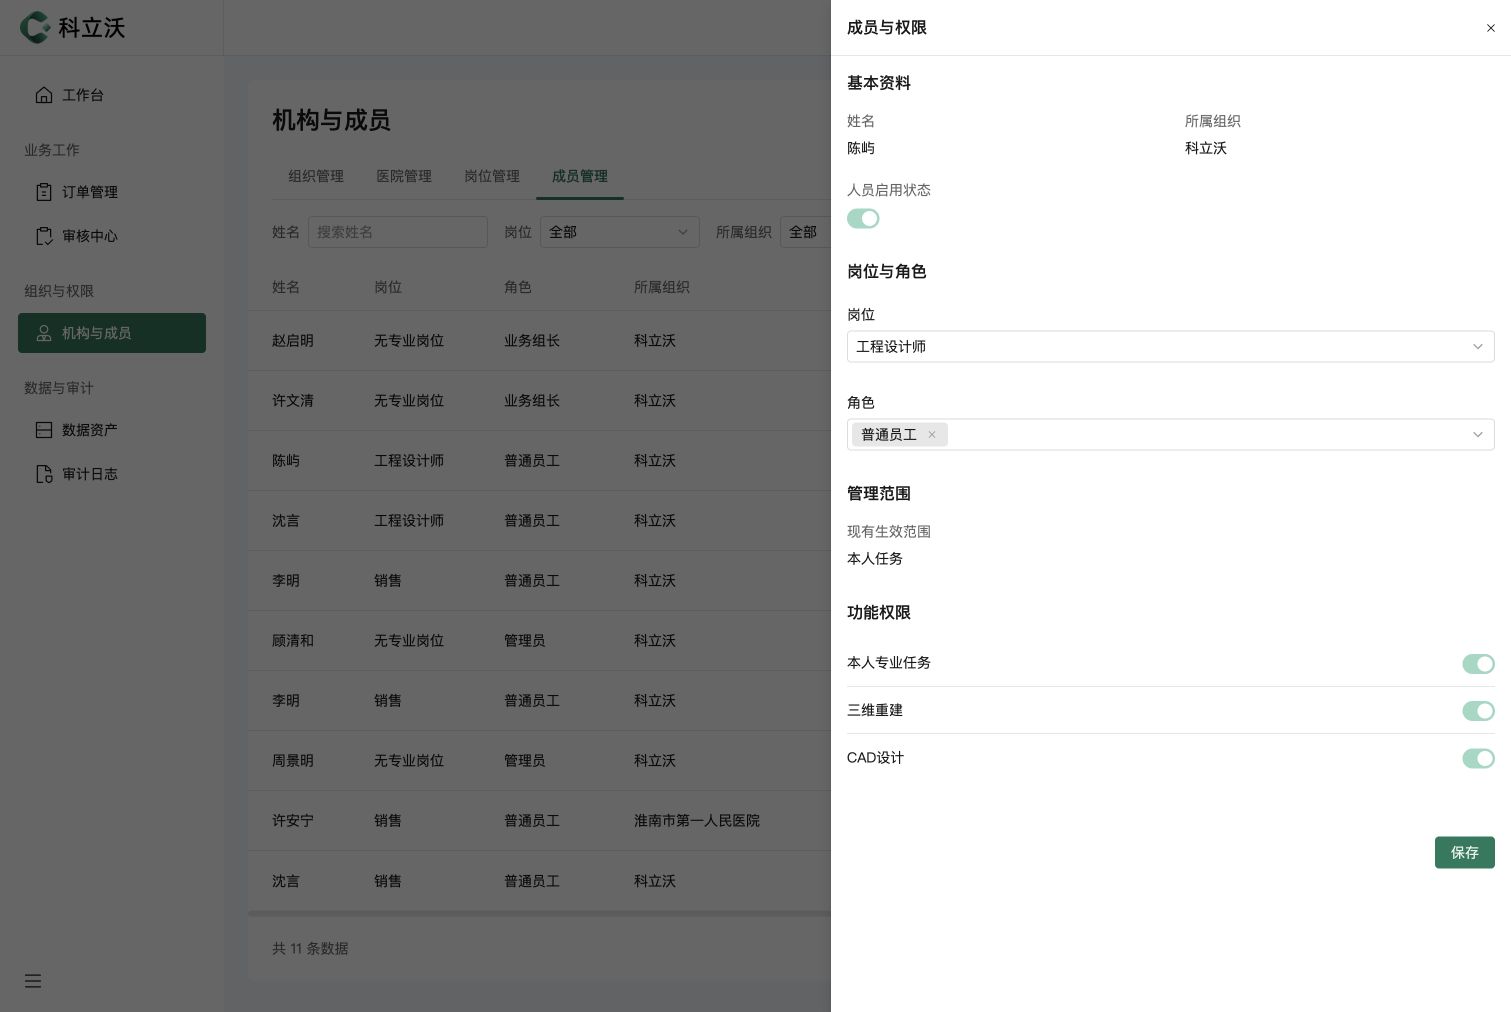 科立沃
工作台
业务工作
订单管理
审核中心
组织与权限
机构与成员
数据与审计
数据资产
审计日志
机构与成员
组织管理 医院管理 岗位管理 成员管理
姓名 搜索姓名 岗位 全部 所属组织 全部
姓名 岗位 角色 所属组织
赵启明 无专业岗位 业务组长 科立沃
许文清 无专业岗位 业务组长 科立沃
陈屿 工程设计师 普通员工 科立沃
沈言 工程设计师 普通员工 科立沃
李明 销售 普通员工 科立沃
顾清和 无专业岗位 管理员 科立沃
李明 销售 普通员工 科立沃
周景明 无专业岗位 管理员 科立沃
许安宁 销售 普通员工 淮南市第一人民医院
沈言 销售 普通员工 科立沃
共 11 条数据
成员与权限
基本资料
姓名 所属组织
陈屿 科立沃
人员启用状态
岗位与角色
岗位
工程设计师
角色
普通员工
管理范围
现有生效范围
本人任务
功能权限
本人专业任务
三维重建
CAD设计
保存